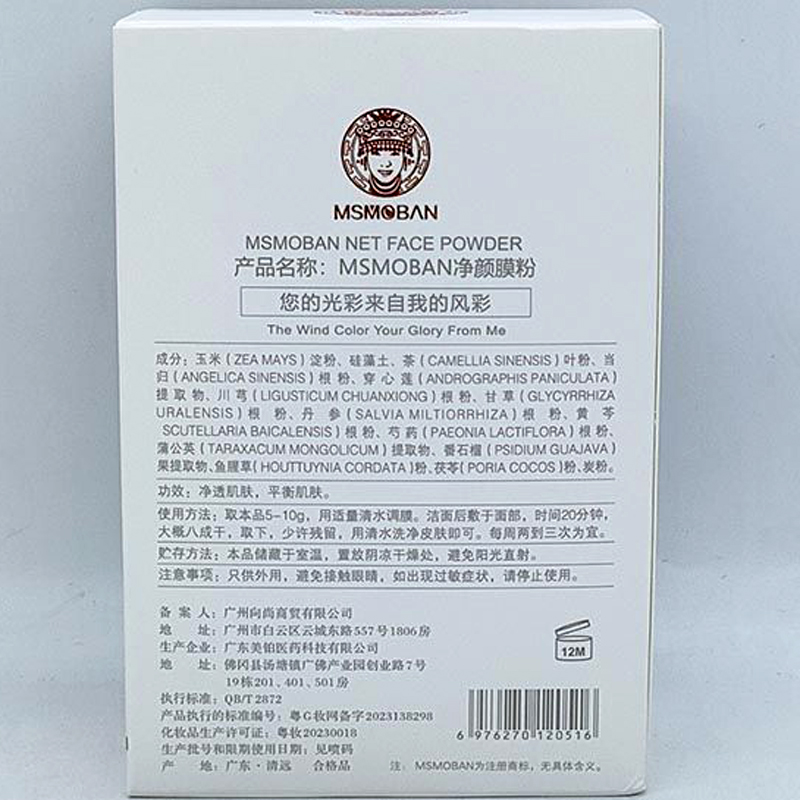 MSMOBAN
MSMOBAN NET FACE POWDER
产品名称：MSMOBAN净颜膜粉
您的光彩来自我的风彩
The Wind Color Your Glory From Me
成分：玉米（ZEA MAYS）淀粉、硅藻土、茶（CAMELLIA SINENSIS）叶粉、当
归（ANGELICA SINENSIS）根粉、穿心莲（ANDROGRAPHIS PANICULATA）
提取物、川芎（LIGUSTICUM CHUANXIONG）根粉、甘草（GLYCYRRHIZA
URALENSIS）根粉、丹参（SALVIA MILTIORRHIZA）根粉、黄芩
SCUTELLARIA BAICALENSIS）根粉、芍药（PAEONIA LACTIFLORA）根粉、
蒲公英（TARAXACUM MONGOLICUM）提取物、番石榴（PSIDIUM GUAJAVA）
果提取物、鱼腥草（HOUTTUYNIA CORDATA）粉、茯苓（PORIA COCOS）粉、炭粉。
功效：净透肌肤，平衡肌肤。
使用方法：取本品5-10g，用适量清水调膜。洁面后敷于面部，时间20分钟，
大概八成干，取下，少许残留，用清水洗净皮肤即可。每周两到三次为宜。
贮存方法：本品储藏于室温，置放阴凉干燥处，避免阳光直射。
注意事项：只供外用，避免接触眼睛，如出现过敏症状，请停止使用。
备案人：广州向尚商贸有限公司
地址：广州市白云区云城东路557号1806房
生产企业：广东美铂医药科技有限公司
地址：佛冈县汤塘镇广佛产业园创业路7号
19栋201、401、501房
执行标准：QB/T 2872
产品执行的标准编号：粤G妆网备字2023138298
化妆品生产许可证：粤妆20230018
生产批号和限期使用日期：见喷码
产地：广东·清远 合格品
12M
6 976270 120516
注：MSMOBAN为注册商标，无具体含义。